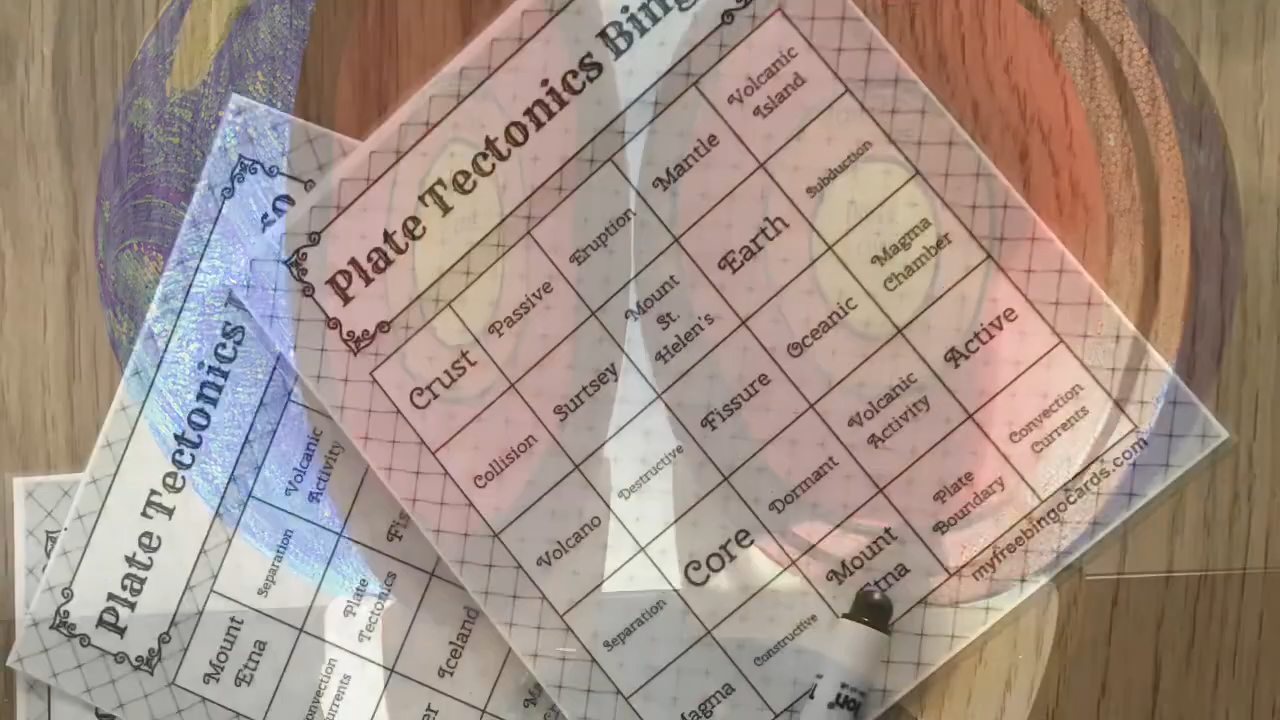 Plate Tectonics Bing
Volcanic
Island
Mantle
Subduction
Eruption
Earth
Magma
Chamber
Passive
Mount
St.
Helen's
Oceanic
Active
Crust
Surtsey
Fissure
Volcanic
Activity
Convection
Currents
Collision
Destructive
Dormant
Plate
Boundary
Volcano
Core
Mount
Etna
Separation
Constructive
myfreebingocards.com
Plate Tectonics
Volcanic
Activity
Separation
Plate
Tectonics
Mount
Etna
Iceland